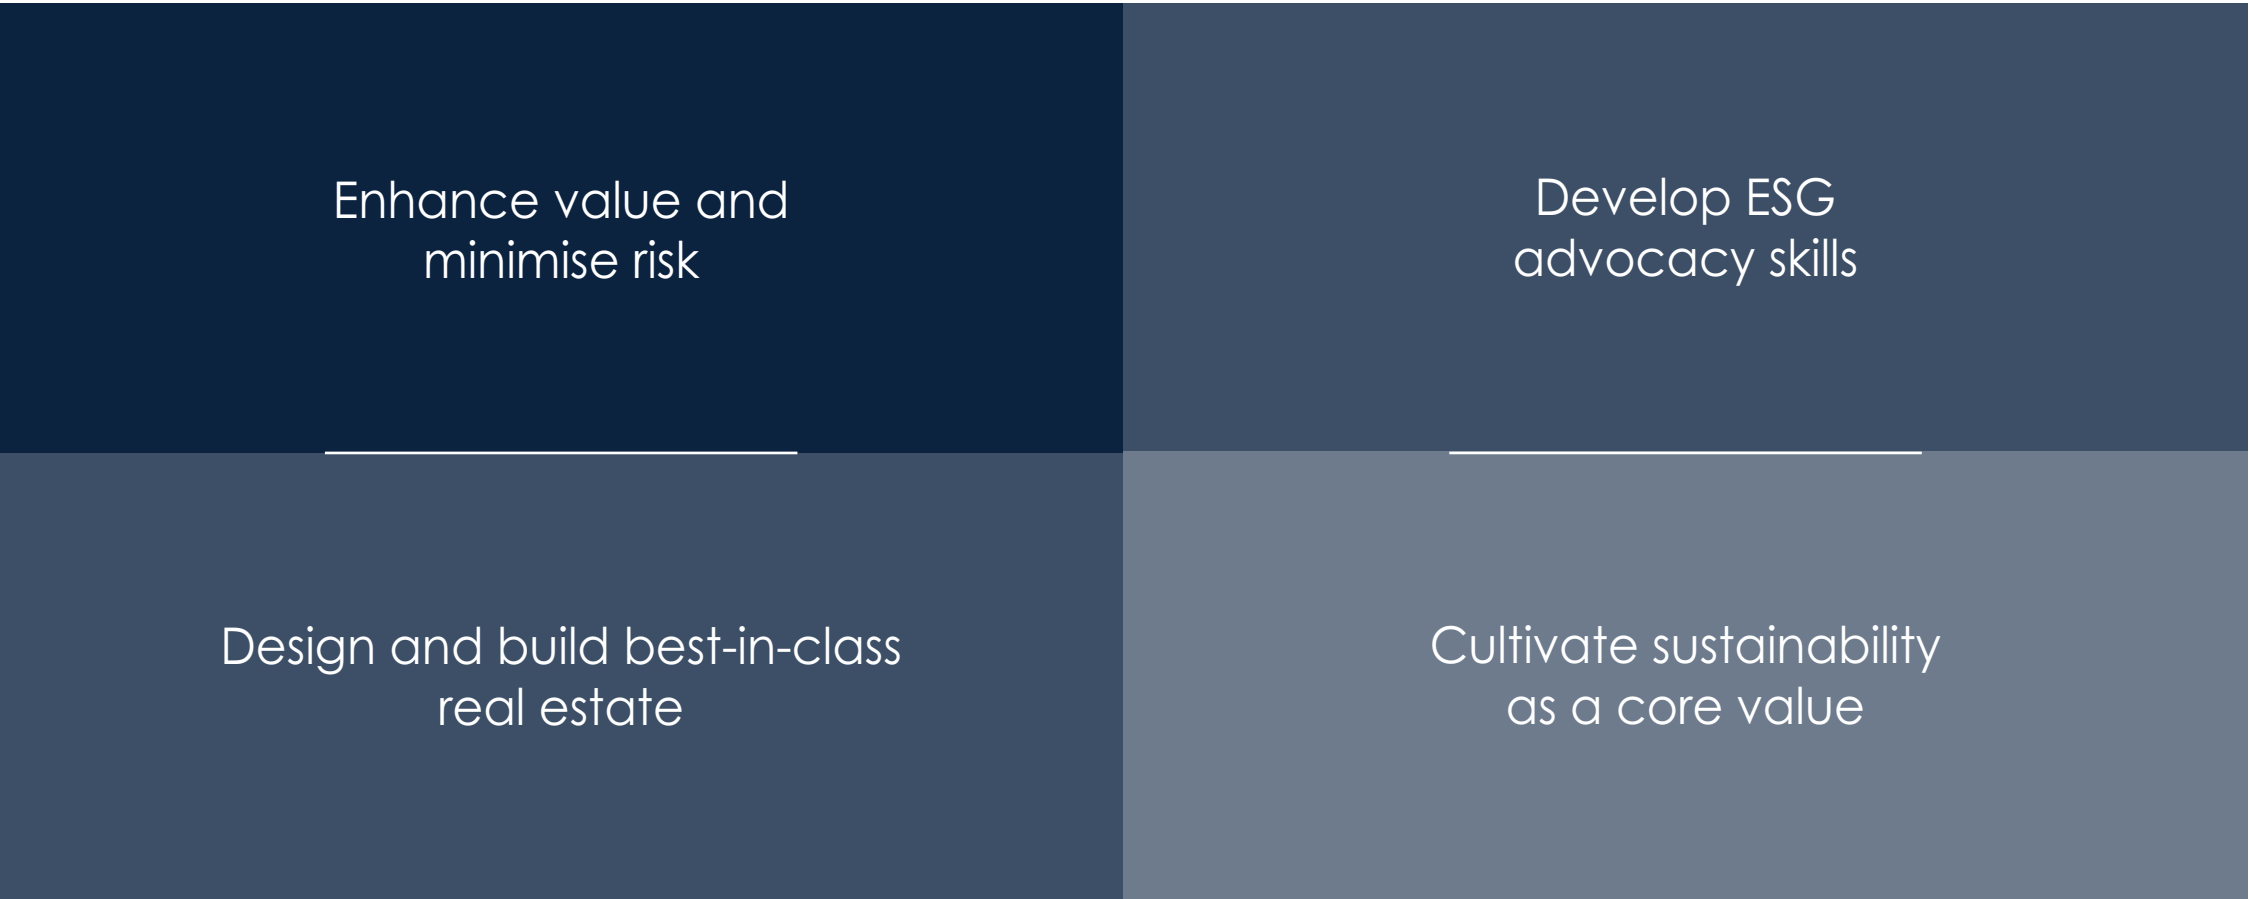 Enhance value and
minimise risk
Develop ESG
advocacy skills
Design and build best-in-class
real estate
Cultivate sustainability
as a core value